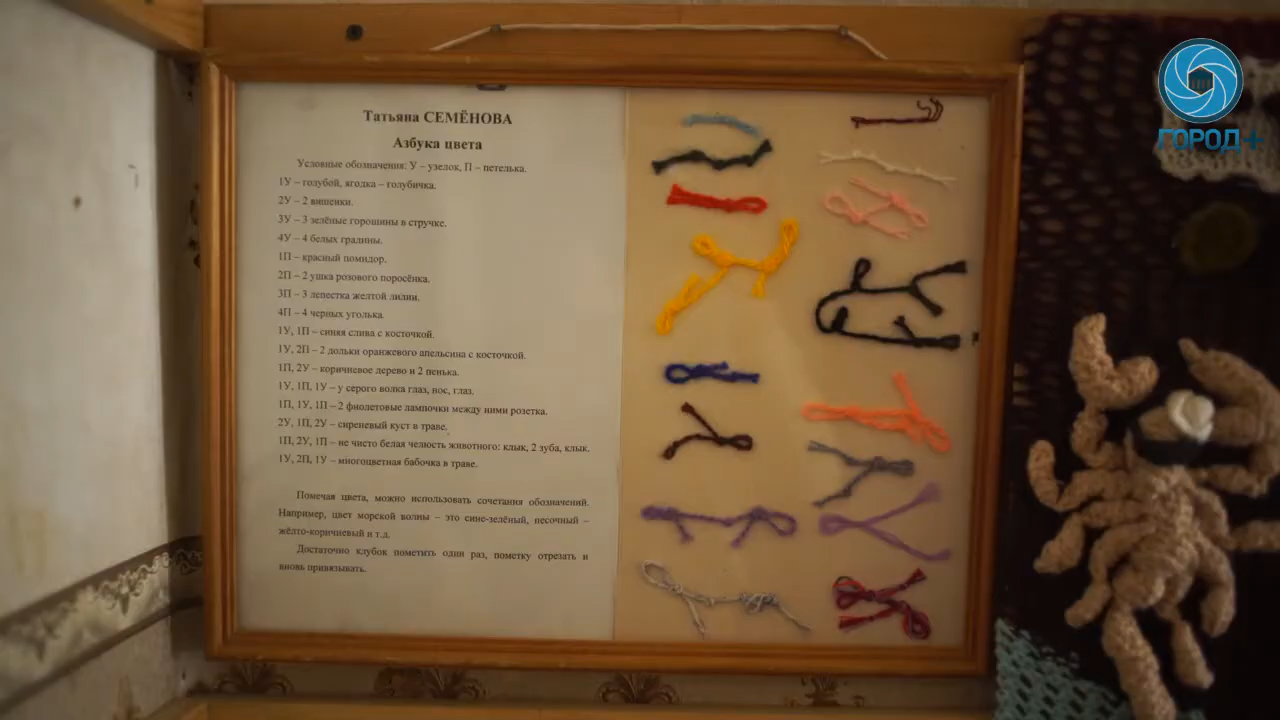 Татьяна СЕМЁНОВА
Азбука цвета
Условные обозначения: У – узелок, П – петелька.
1У – голубой, ягодка – голубичка.
2У – 2 вишенки.
3У – 3 зелёные горошины в стручке.
4У – 4 белых градины.
1П – красный помидор.
2П – 2 ушка розового поросёнка.
3П – 3 лепестка желтой лилии.
4П – 4 черных уголька.
1У, 1П – синяя слива с косточкой.
1У, 2П – 2 дольки оранжевого апельсина с косточкой.
1П, 2У – коричневое дерево и 2 пенька.
1У, 1П, 1У – у серого волка глаз, нос, глаз.
1П, 1У, 1П – 2 фиолетовые лампочки между ними розетка.
2У, 1П, 2У – сиреневый куст в траве.
1П, 2У, 1П – не чисто белая челюсть животного: клык, 2 зуба, клык.
1У, 2П, 1У – многоцветная бабочка в траве.
Помечая цвета, можно использовать сочетания обозначений.
Например, цвет морской волны – это сине-зелёный, песочный –
жёлто-коричневый и т.д.
Достаточно клубок пометить один раз, пометку отрезать и
вновь привязывать.
ГОРОД+